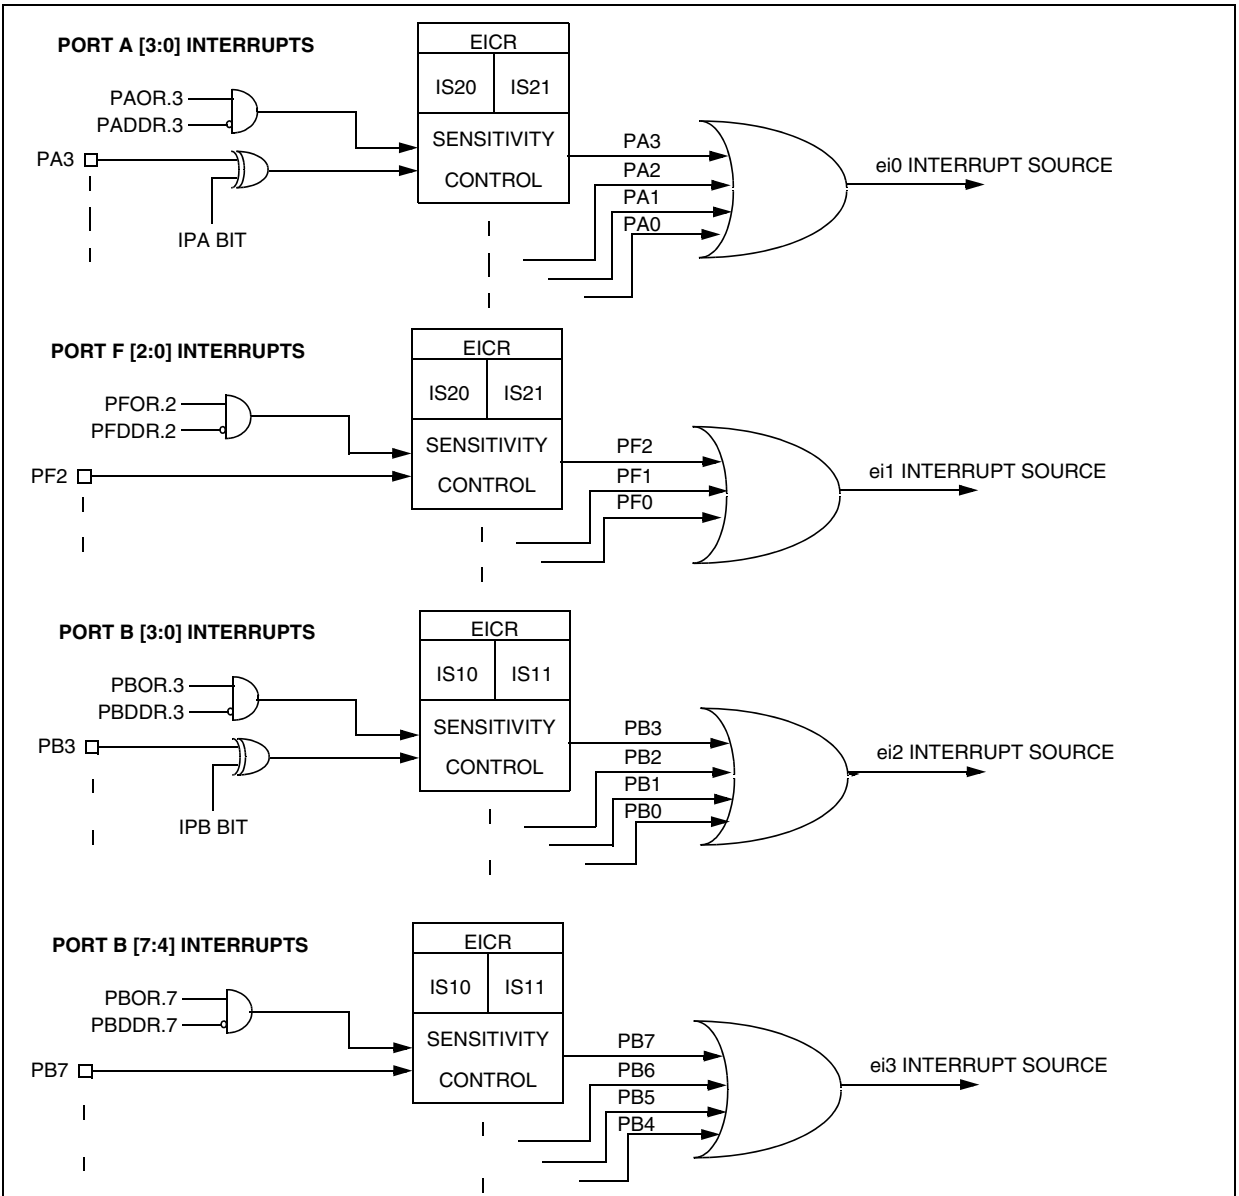 PORT A [3:0] INTERRUPTS
EICR
IS20 IS21
PAOR.3
PADDR.3
SENSITIVITY
CONTROL
PA3
IPA BIT
PA3
PA2
PA1
PA0
ei0 INTERRUPT SOURCE
PORT F [2:0] INTERRUPTS
EICR
IS20 IS21
PFOR.2
PFDDR.2
SENSITIVITY
CONTROL
PF2
PF2
PF1
PF0
ei1 INTERRUPT SOURCE
PORT B [3:0] INTERRUPTS
EICR
IS10 IS11
PBOR.3
PBDDR.3
SENSITIVITY
CONTROL
PB3
IPB BIT
PB3
PB2
PB1
PB0
ei2 INTERRUPT SOURCE
PORT B [7:4] INTERRUPTS
EICR
IS10 IS11
PBOR.7
PBDDR.7
SENSITIVITY
CONTROL
PB7
PB7
PB6
PB5
PB4
ei3 INTERRUPT SOURCE